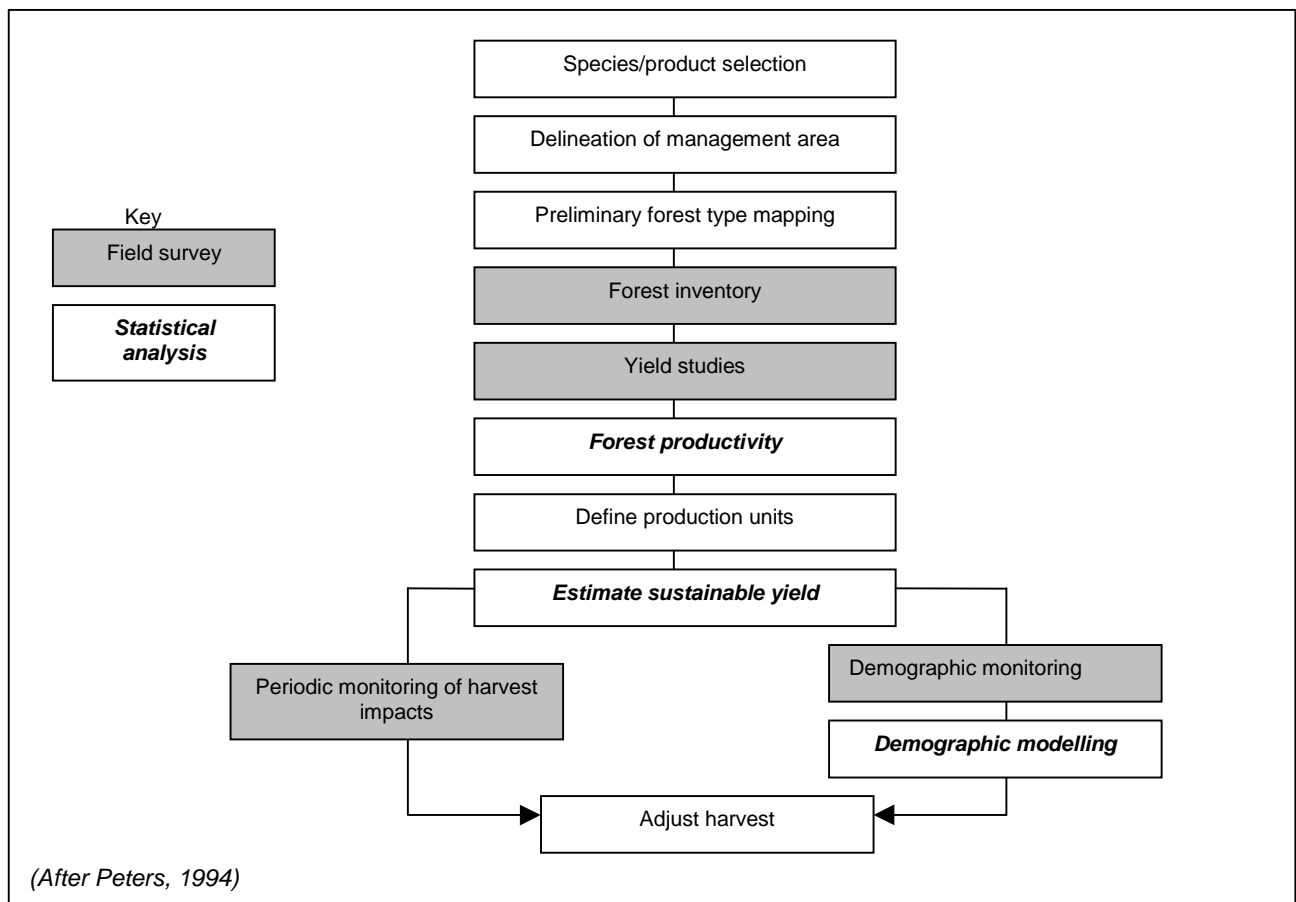 Species/product selection
Delineation of management area
Preliminary forest type mapping
Key
Field survey
Statistical
analysis
Forest inventory
Yield studies
Forest productivity
Define production units
Estimate sustainable yield
Periodic monitoring of harvest
impacts
Demographic monitoring
Demographic modelling
Adjust harvest
(After Peters, 1994)